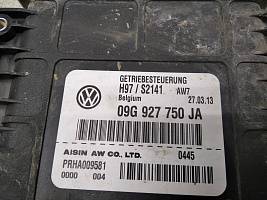 GETRIEBESTEUERUNG
H97 / S2141 AW7
Belgium 27.03.13
09G 927 750 JA
AISIN AW CO., LTD. 0445
PRHA009581
0000 004